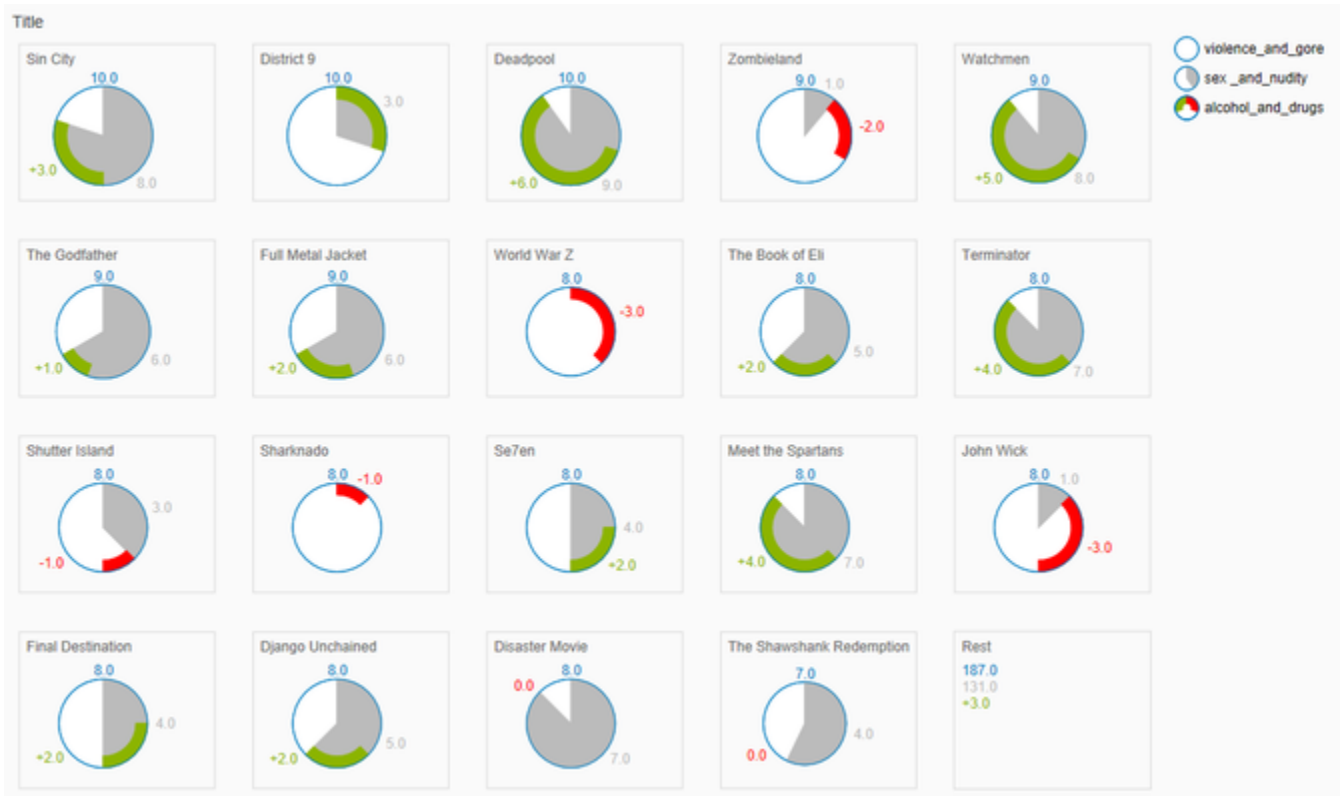 Title
violence_and_gore
sex _and_nudity
alcohol_and_drugs
Sin City
10.0
+3.0
8.0
District 9
10.0
3.0
Deadpool
10.0
+6.0
9.0
Zombieland
9.0
1.0
-2.0
Watchmen
9.0
+5.0
8.0
The Godfather
9.0
+1.0
6.0
Full Metal Jacket
9.0
+2.0
6.0
World War Z
8.0
-3.0
The Book of Eli
8.0
+2.0
5.0
Terminator
8.0
+4.0
7.0
Shutter Island
8.0
3.0
-1.0
Sharknado
8.0
-1.0
Se7en
8.0
4.0
+2.0
Meet the Spartans
8.0
+4.0
7.0
John Wick
8.0
1.0
-3.0
Final Destination
8.0
4.0
+2.0
Django Unchained
8.0
5.0
+2.0
Disaster Movie
8.0
0.0
7.0
The Shawshank Redemption
7.0
4.0
0.0
Rest
187.0
131.0
+3.0